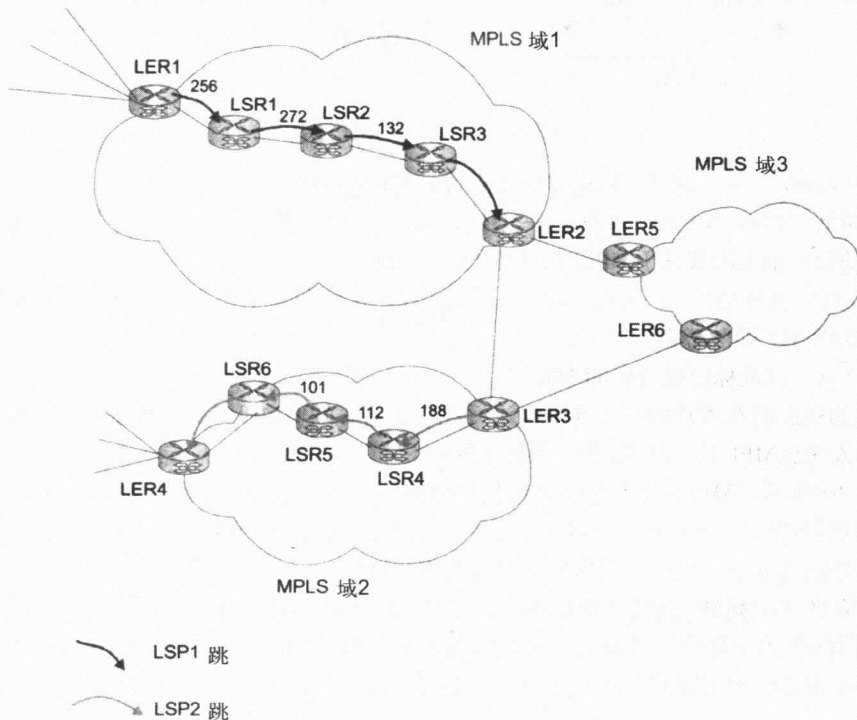 MPLS 域1
LER1
256
LSR1
272
LSR2
132
LSR3
MPLS 域3
LER2
LER5
LER6
LSR6
101
112
188
LER3
LSR5
LSR4
LER4
MPLS 域2
LSP1 跳
LSP2 跳